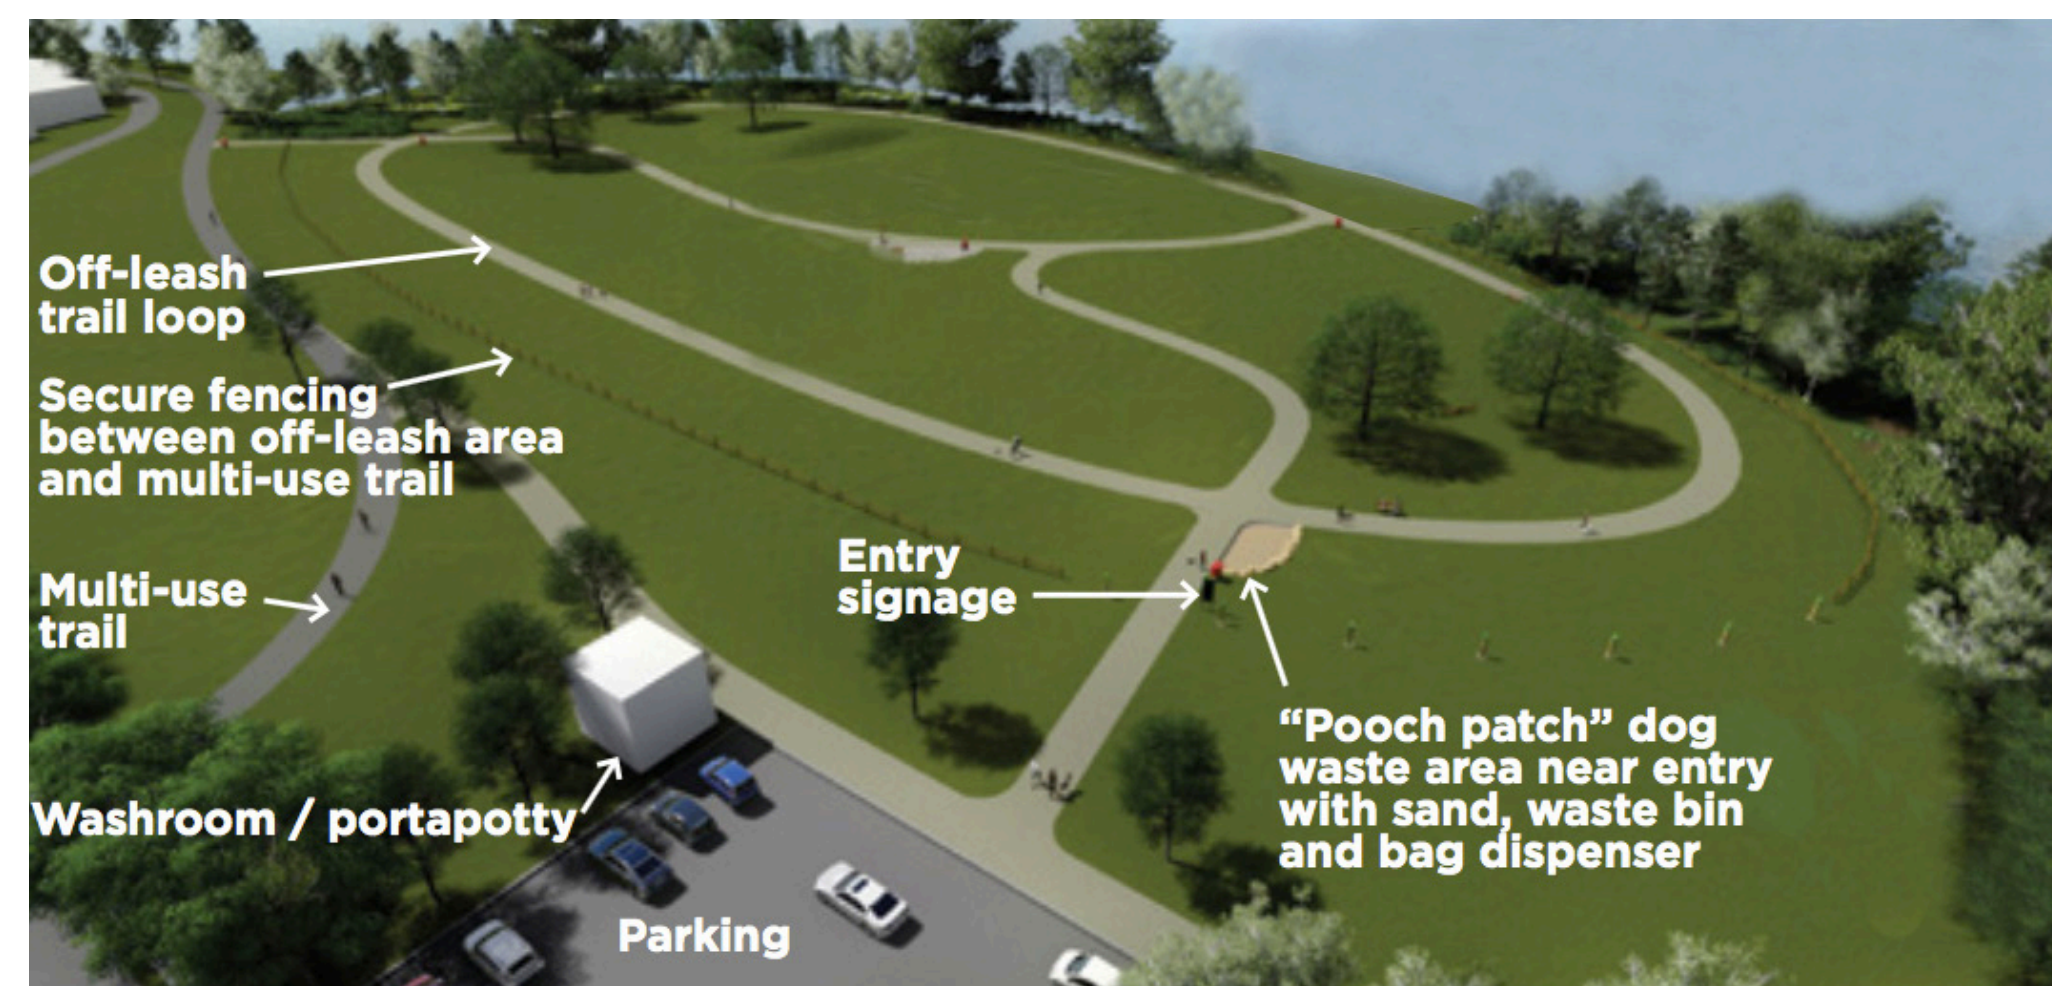 Off-leash
trail loop
Secure fencing
between off-leash area
and multi-use trail
Multi-use
trail
Entry
signage
“Pooch patch” dog
waste area near entry
with sand, waste bin
and bag dispenser
Washroom / portapotty
Parking